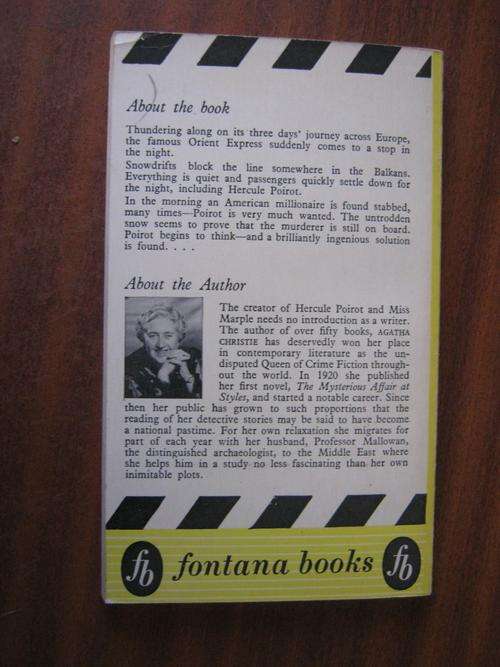 About the book
Thundering along on its three days' journey across Europe,
the famous Orient Express suddenly comes to a stop in
the night.
Snowdrifts block the line somewhere in the Balkans.
Everything is quiet and passengers quickly settle down for
the night, including Hercule Poirot.
In the morning an American millionaire is found stabbed,
many times—Poirot is very much wanted. The untrodden
snow seems to prove that the murderer is still on board.
Poirot begins to think—and a brilliantly ingenious solution
is found. . . .
About the Author
The creator of Hercule Poirot and Miss
Marple needs no introduction as a writer.
The author of over fifty books, AGATHA
CHRISTIE has deservedly won her place
in contemporary literature as the un-
disputed Queen of Crime Fiction through-
out the world. In 1920 she published
her first novel, The Mysterious Affair at
Styles, and started a notable career. Since
then her public has grown to such proportions that the
reading of her detective stories may be said to have become
a national pastime. For her own relaxation she migrates for
part of each year with her husband, Professor Mallowan,
the distinguished archaeologist, to the Middle East where
she helps him in a study no less fascinating than her own
inimitable plots.
fb fontana books fb